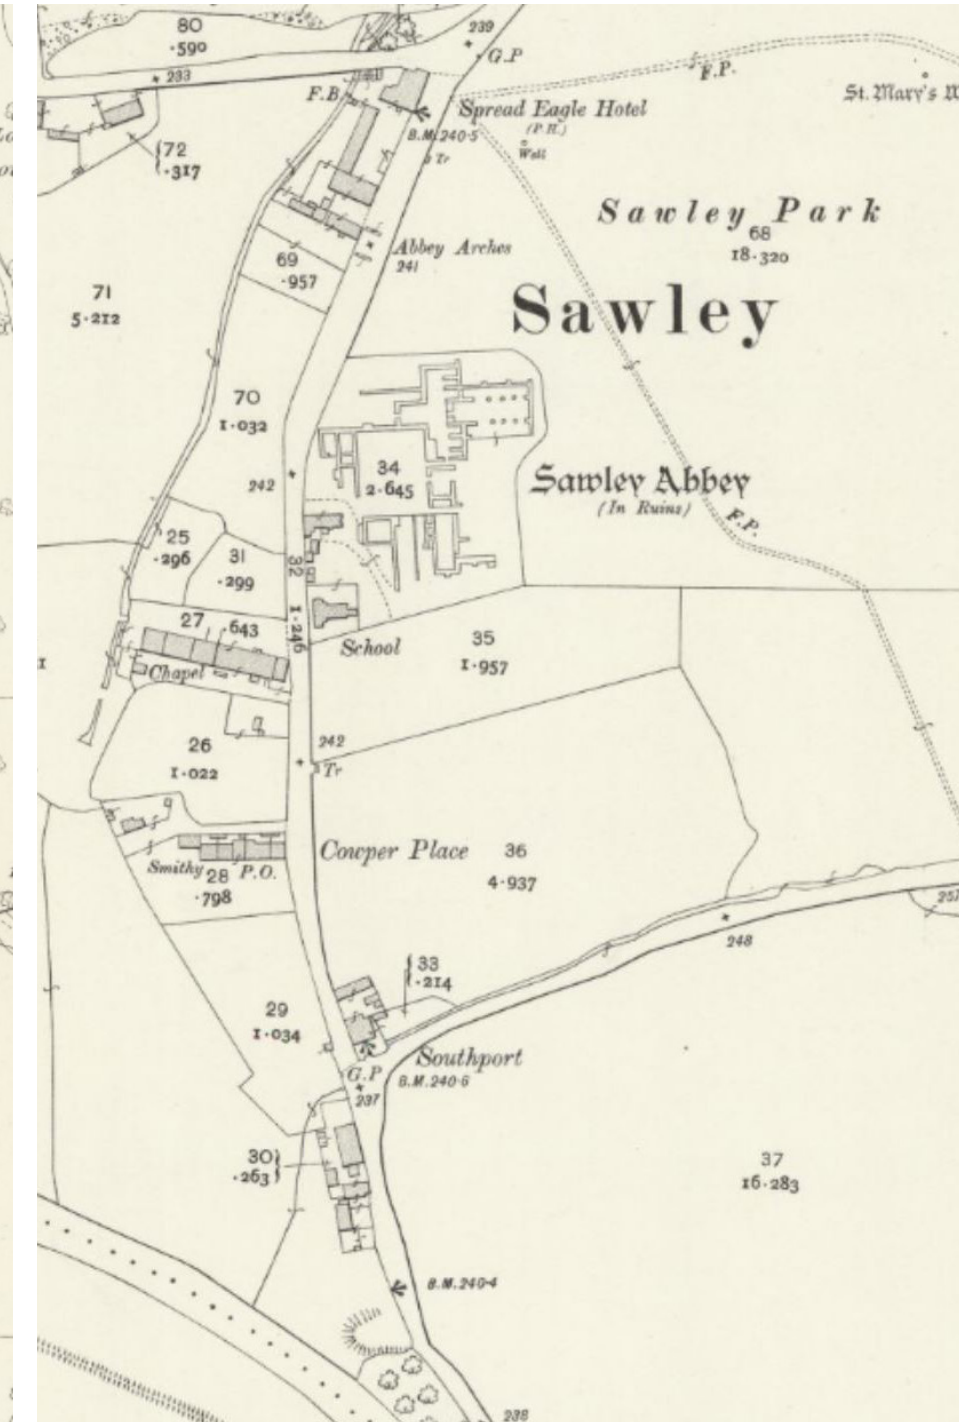 80
·590
239
G.P
233
F.B
F.P.
St. Mary's W
Spread Eagle Hotel
(P.H.)
Well
B.M. 240·5
Tr
72
·317
Sawley Park
68
18·320
Abbey Arches
241
69
·957
71
5·212
Sawley
70
1·032
34
2·645
Sawley Abbey
(In Ruins)
242
F.P.
25
·296
31
·299
32
1·246
27
·643
School
35
1·957
Chapel
26
1·022
242
Tr
Cowper Place
36
4·937
Smithy
28
P.O.
·798
248
33
·214
29
1·034
Southport
G.P
B.M. 240·6
237
30
·263
37
16·283
B.M. 240·4
238